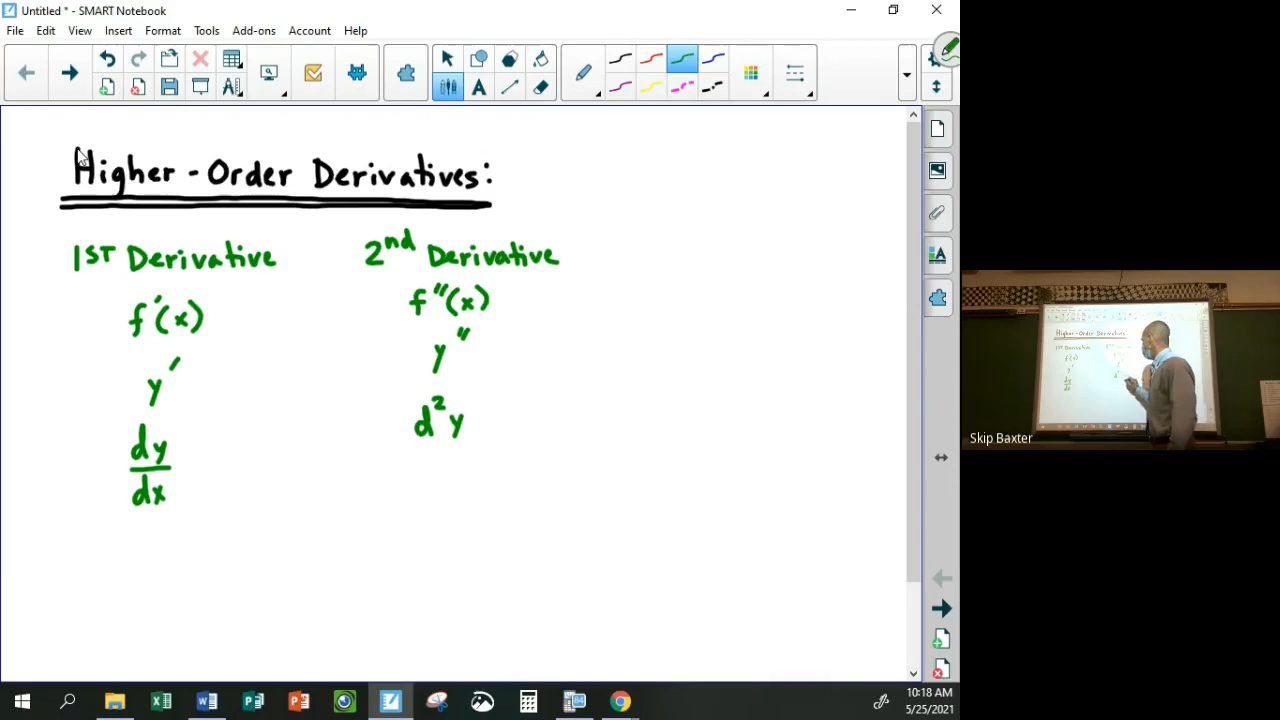 Untitled * - SMART Notebook
File Edit View Insert Format Tools Add-ons Account Help
Higher-Order Derivatives:
1ST Derivative 2nd Derivative
f'(x) f"(x)
y' y"
dy/dx d²y
Skip Baxter
10:18 AM
5/25/2021